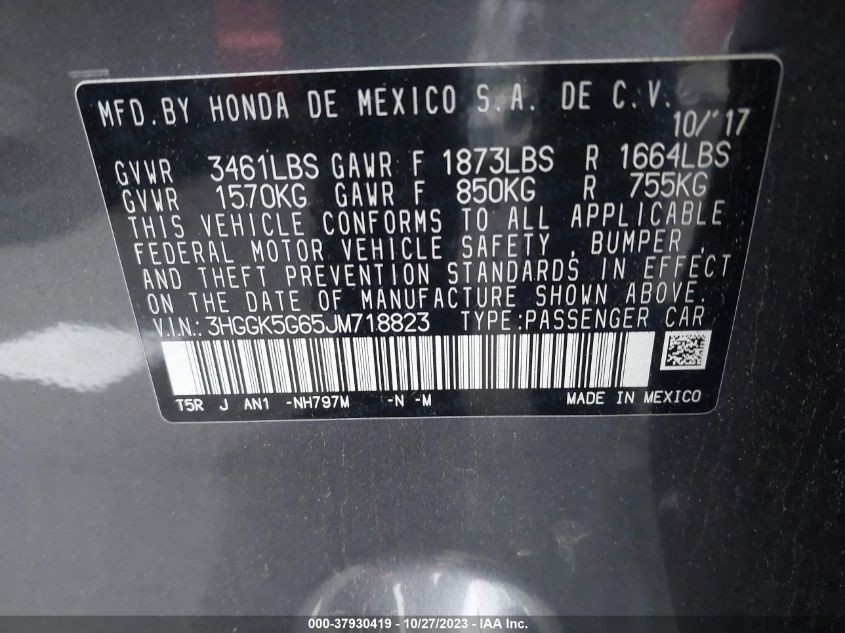 MFD. BY HONDA DE MEXICO S.A. DE C.V.
10/'17
GVWR 3461LBS GAWR F 1873LBS R 1664LBS
GVWR 1570KG GAWR F 850KG R 755KG
THIS VEHICLE CONFORMS TO ALL APPLICABLE
FEDERAL MOTOR VEHICLE SAFETY , BUMPER ,
AND THEFT PREVENTION STANDARDS IN EFFECT
ON THE DATE OF MANUFACTURE SHOWN ABOVE.
V.IN.: 3HGGK5G65JM718823 TYPE:PASSENGER CAR
T5R J AN1 -NH797M -N -M MADE IN MEXICO
000-37930419 - 10/27/2023 - IAA Inc.